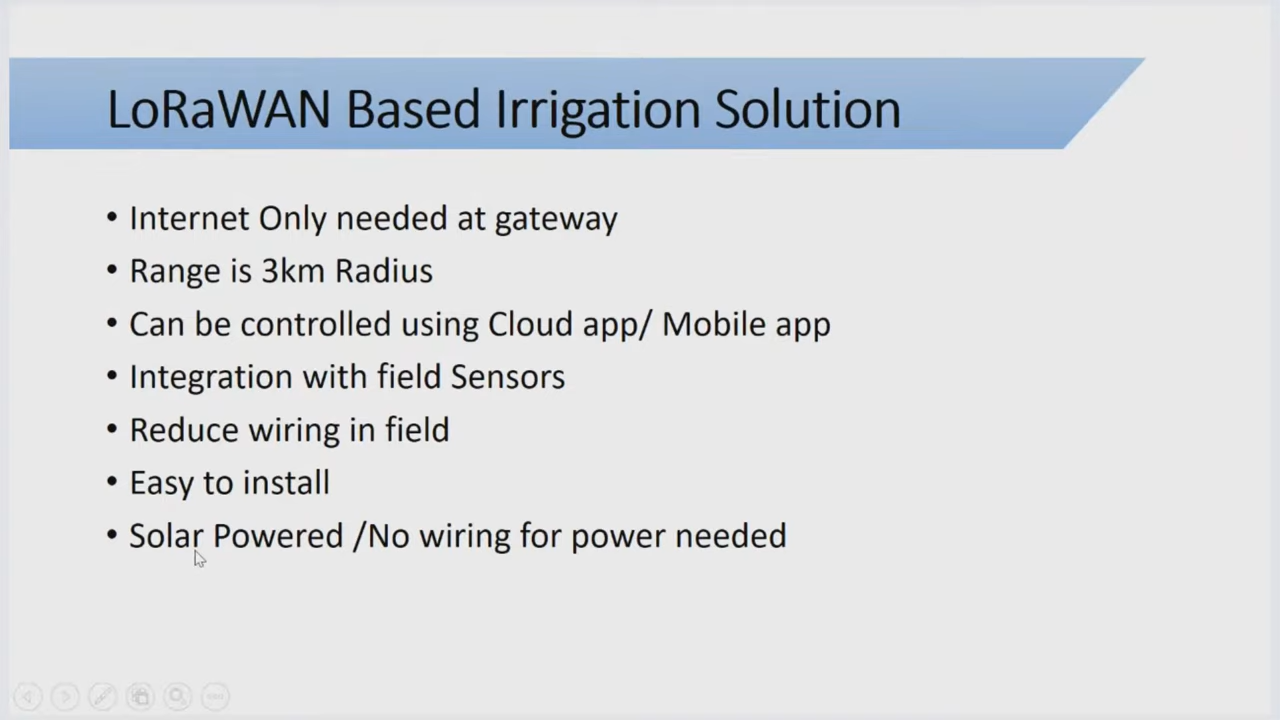 LoRaWAN Based Irrigation Solution
• Internet Only needed at gateway
• Range is 3km Radius
• Can be controlled using Cloud app/ Mobile app
• Integration with field Sensors
• Reduce wiring in field
• Easy to install
• Solar Powered /No wiring for power needed